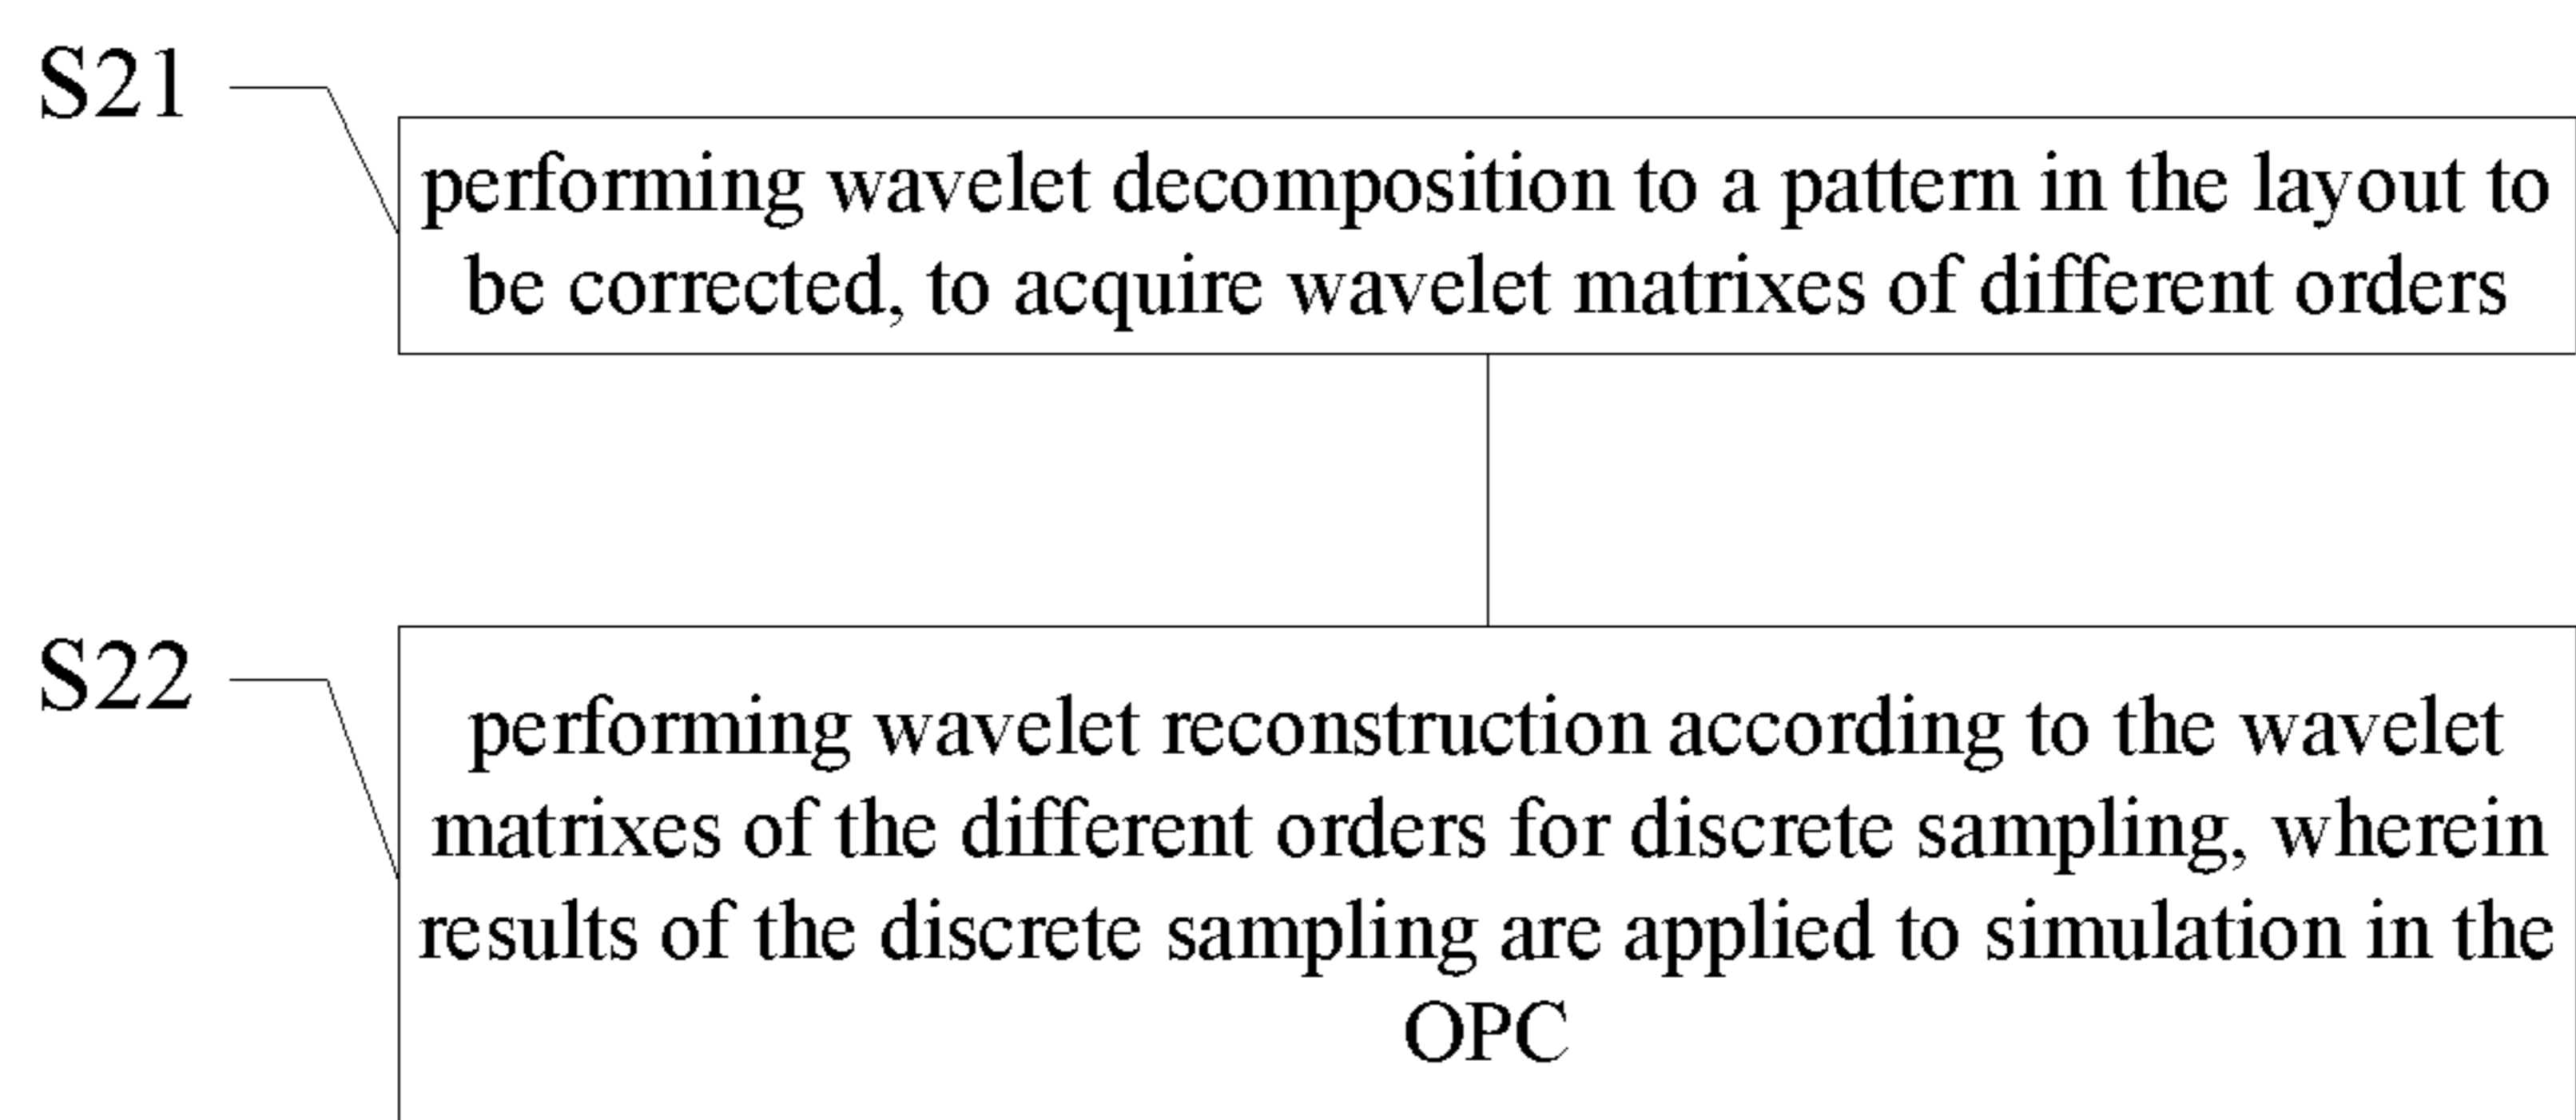 S21
performing wavelet decomposition to a pattern in the layout to
be corrected, to acquire wavelet matrixes of different orders
S22
performing wavelet reconstruction according to the wavelet
matrixes of the different orders for discrete sampling, wherein
results of the discrete sampling are applied to simulation in the
OPC